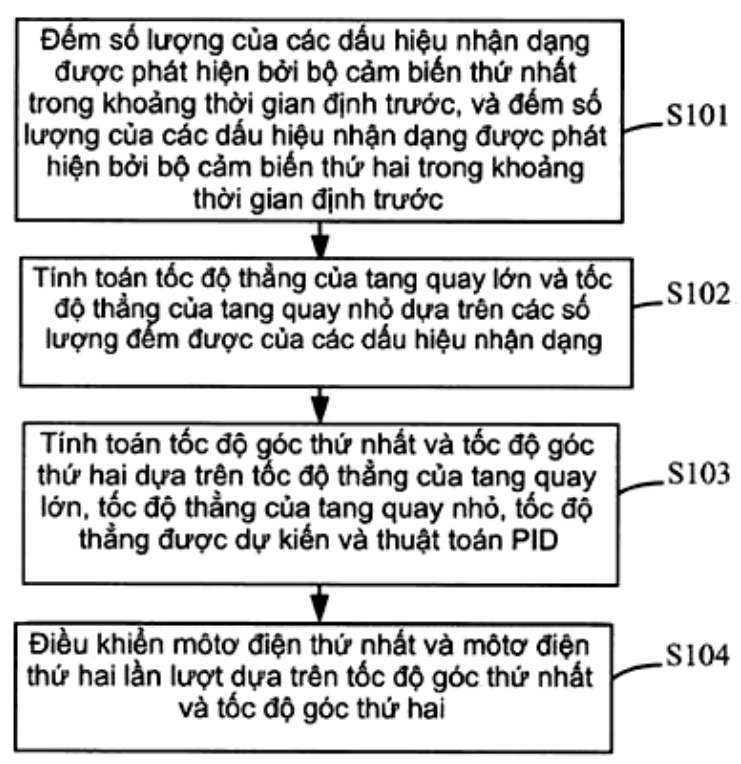 Đếm số lượng của các dấu hiệu nhận dạng
được phát hiện bởi bộ cảm biến thứ nhất
trong khoảng thời gian định trước, và đếm số
lượng của các dấu hiệu nhận dạng được phát
hiện bởi bộ cảm biến thứ hai trong khoảng
thời gian định trước
S101
Tính toán tốc độ thẳng của tang quay lớn và tốc
độ thẳng của tang quay nhỏ dựa trên các số
lượng đếm được của các dấu hiệu nhận dạng
S102
Tính toán tốc độ góc thứ nhất và tốc độ góc
thứ hai dựa trên tốc độ thẳng của tang quay
lớn, tốc độ thẳng của tang quay nhỏ, tốc độ
thẳng được dự kiến và thuật toán PID
S103
Điều khiển môtơ điện thứ nhất và môtơ điện
thứ hai lần lượt dựa trên tốc độ góc thứ nhất
và tốc độ góc thứ hai
S104